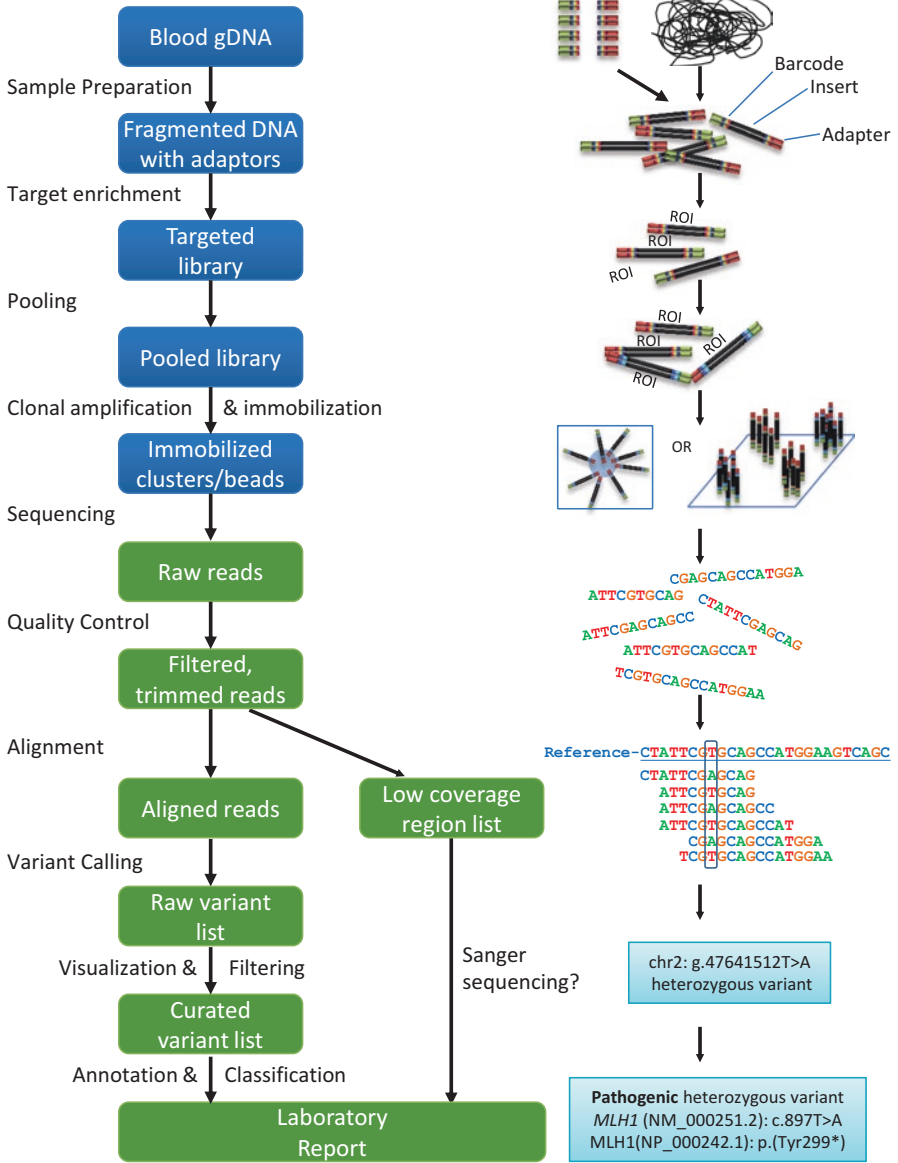 Blood gDNA
Sample Preparation
Fragmented DNA
with adaptors
Target enrichment
Targeted
library
Pooling
Pooled library
Clonal amplification & immobilization
Immobilized
clusters/beads
Sequencing
Raw reads
Quality Control
Filtered,
trimmed reads
Alignment
Aligned reads
Low coverage
region list
Variant Calling
Raw variant
list
Visualization & Filtering
Sanger
sequencing?
Curated
variant list
Annotation & Classification
Laboratory
Report
Barcode
Insert
Adapter
ROI
ROI
ROI
ROI
ROI
ROI
ROI
OR
CGAGCAGCCATGGA
ATTCGTGCAG
CTATTCGAGCAG
ATTCGAGCAGCC
ATTCGTGCAGCCAT
TCGTGCAGCCATGGAA
Reference-CTATTCGTGCAGCCATGGAAGTCAGC
CTATTCGAGCAG
ATTCGTGCAG
ATTCGAGCAGCC
ATTCGTGCAGCCAT
CGAGCAGCCATGGA
TCGTGCAGCCATGGAA
chr2: g.47641512T>A
heterozygous variant
Pathogenic heterozygous variant
MLH1 (NM_000251.2): c.897T>A
MLH1(NP_000242.1): p.(Tyr299*)